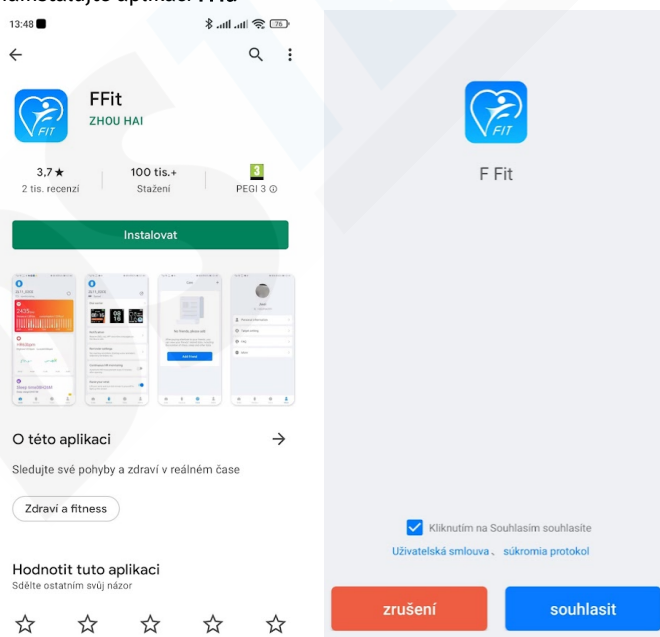 13:48
76
FFit
ZHOU HAI
FIT
3,7★
2 tis. recenzí
100 tis.+
Stažení
3
PEGI 3
Instalovat
O této aplikaci
Sledujte své pohyby a zdraví v reálném čase
Zdraví a fitness
Hodnotit tuto aplikaci
Sdělte ostatním svůj názor
FIT
F Fit
Kliknutím na Souhlasím souhlasíte
Uživatelská smlouva、 súkromia protokol
zrušení
souhlasit